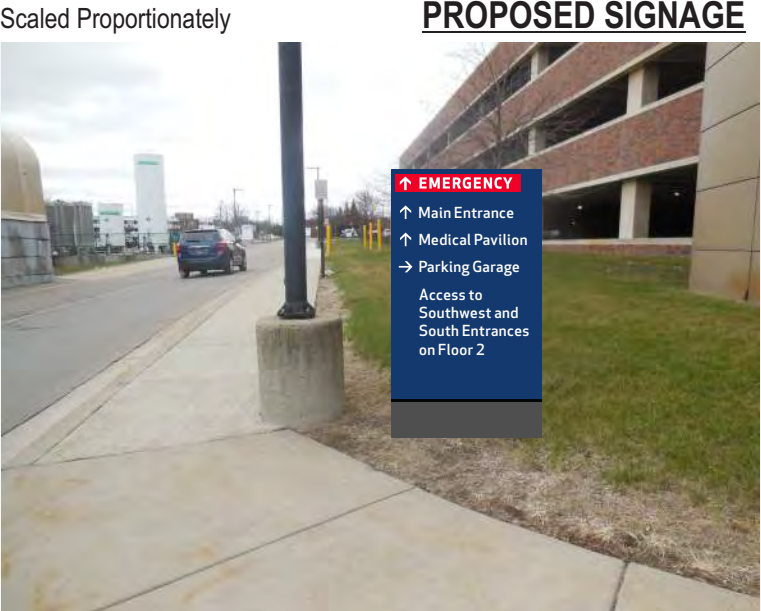 Scaled Proportionately
PROPOSED SIGNAGE
↑ EMERGENCY
↑ Main Entrance
↑ Medical Pavilion
→ Parking Garage
Access to
Southwest and
South Entrances
on Floor 2